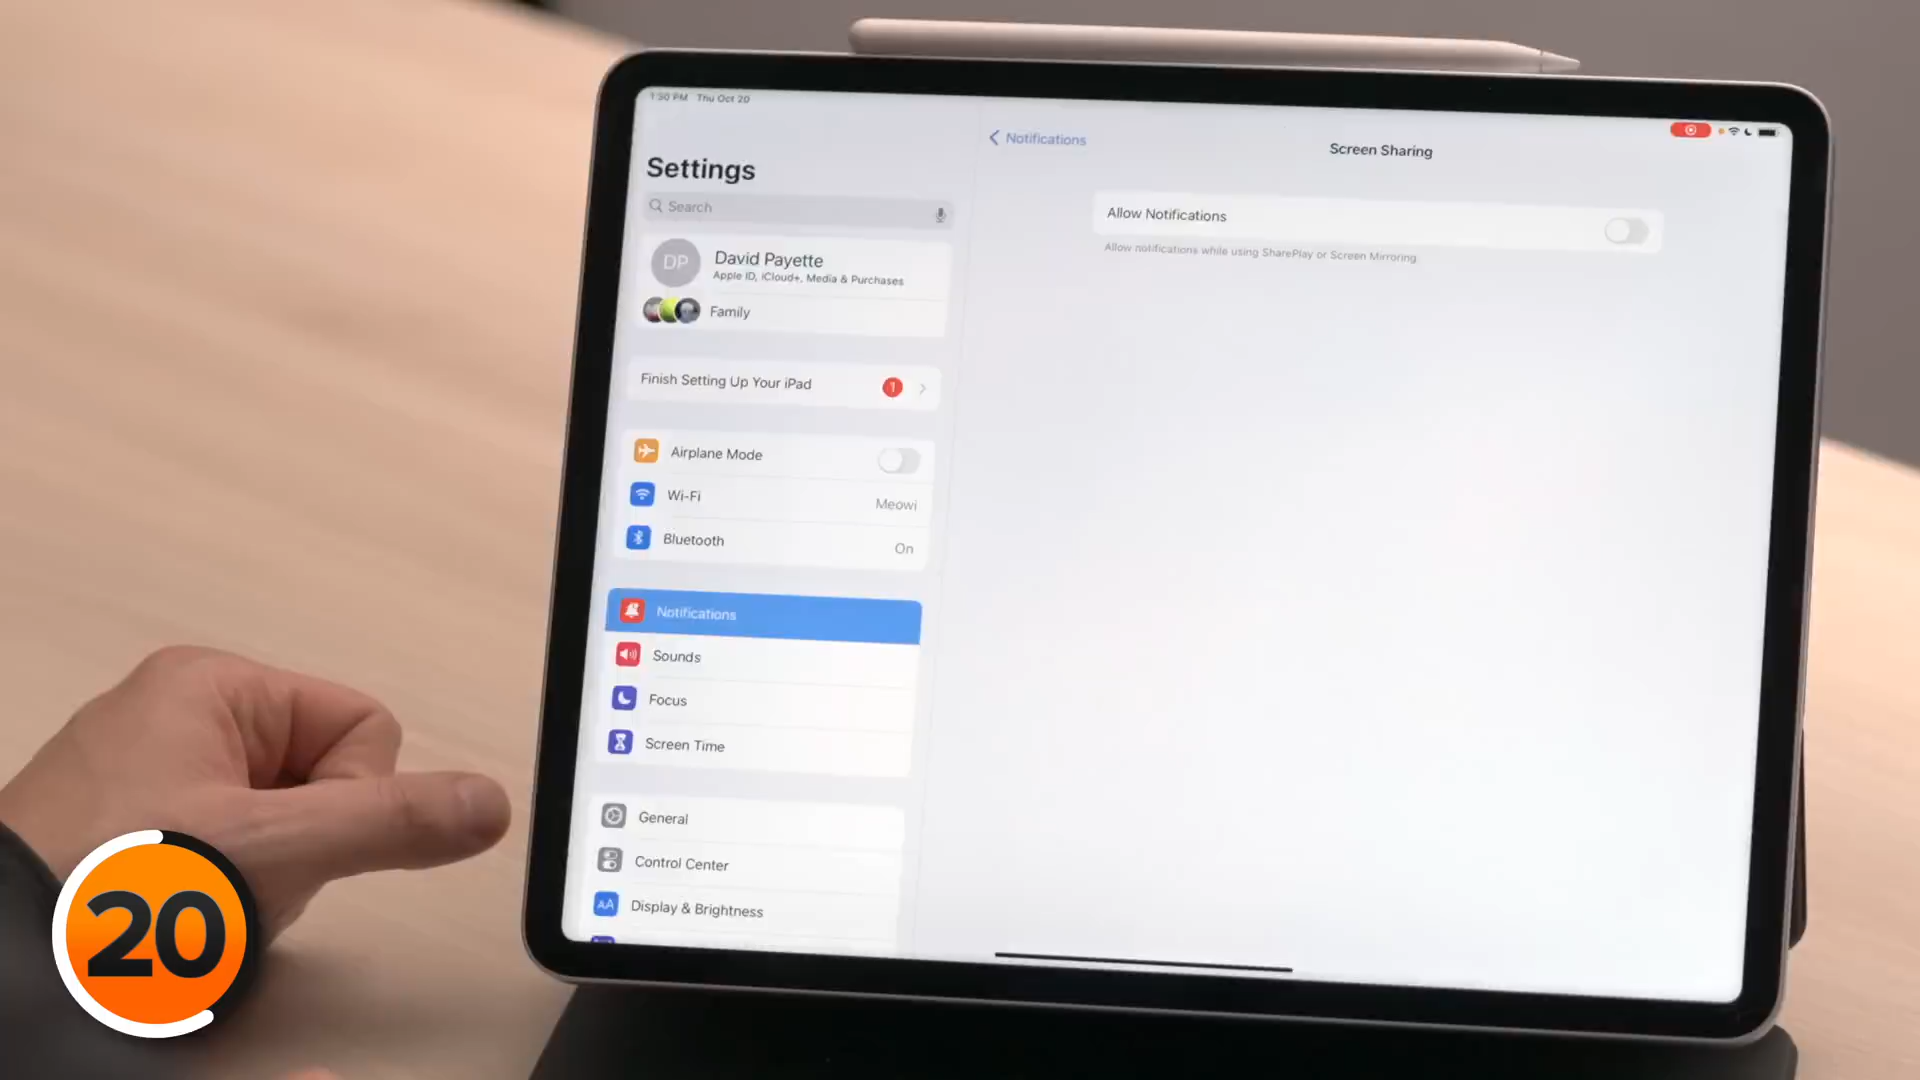 1:50 PM Thu Oct 20
Settings
Search
DP
David Payette
Apple ID, iCloud+, Media & Purchases
Family
Finish Setting Up Your iPad
1
Airplane Mode
Wi-Fi
Meowi
Bluetooth
On
Notifications
Sounds
Focus
Screen Time
General
Control Center
AA
Display & Brightness
Notifications
Screen Sharing
Allow Notifications
Allow notifications while using SharePlay or Screen Mirroring
20